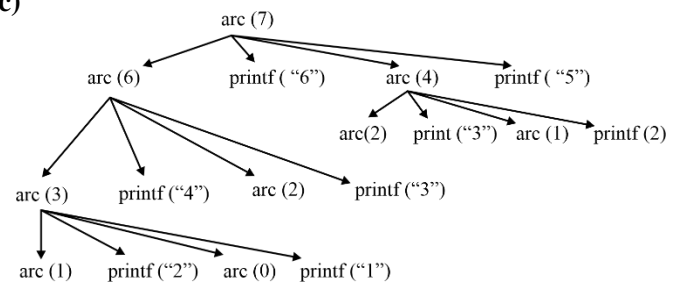 c)
arc (7)
arc (6) printf ( “6”) arc (4) printf ( “5”)
arc(2) print (“3”) arc (1) printf (2)
arc (3) printf (“4”) arc (2) printf (“3”)
arc (1) printf (“2”) arc (0) printf (“1”)